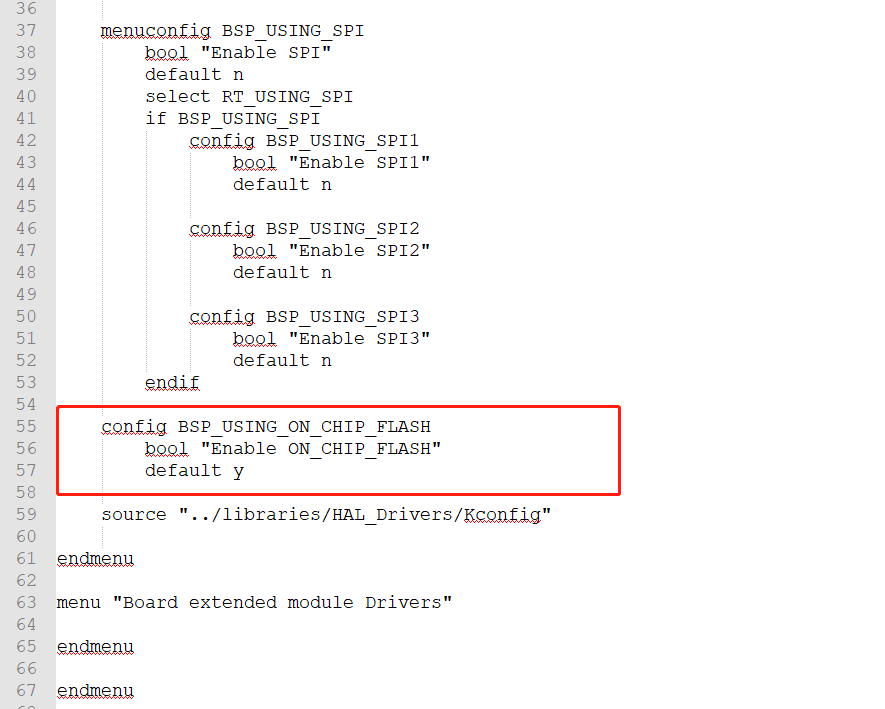 36
37 menuconfig BSP_USING_SPI
38 bool "Enable SPI"
39 default n
40 select RT_USING_SPI
41 if BSP_USING_SPI
42 config BSP_USING_SPI1
43 bool "Enable SPI1"
44 default n
45
46 config BSP_USING_SPI2
47 bool "Enable SPI2"
48 default n
49
50 config BSP_USING_SPI3
51 bool "Enable SPI3"
52 default n
53 endif
54
55 config BSP_USING_ON_CHIP_FLASH
56 bool "Enable ON_CHIP_FLASH"
57 default y
58
59 source "../libraries/HAL_Drivers/Kconfig"
60
61 endmenu
62
63 menu "Board extended module Drivers"
64
65 endmenu
66
67 endmenu